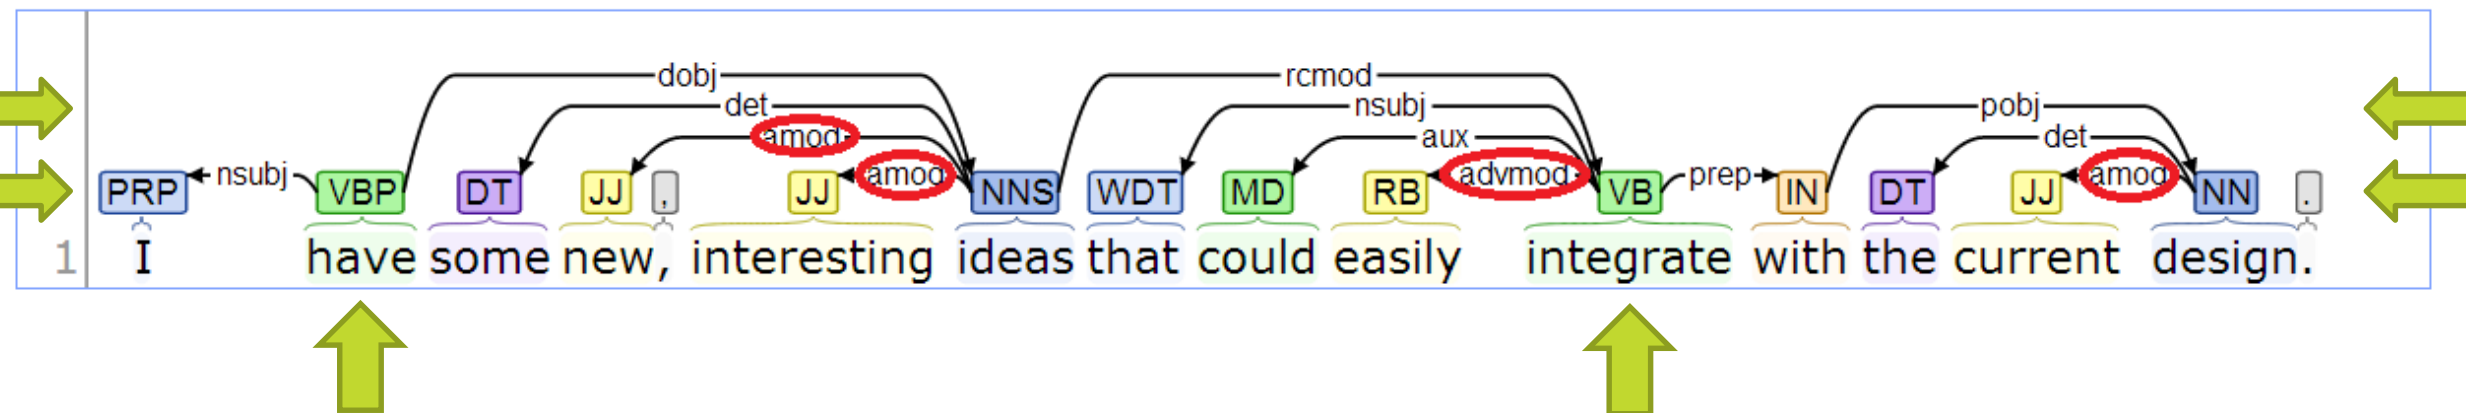 dobj rcmod
det nsubj pobj
amod aux det
PRP nsubj VBP DT JJ , JJ amod NNS WDT MD RB advmod VB prep IN DT JJ amod NN .
1 I have some new, interesting ideas that could easily integrate with the current design.